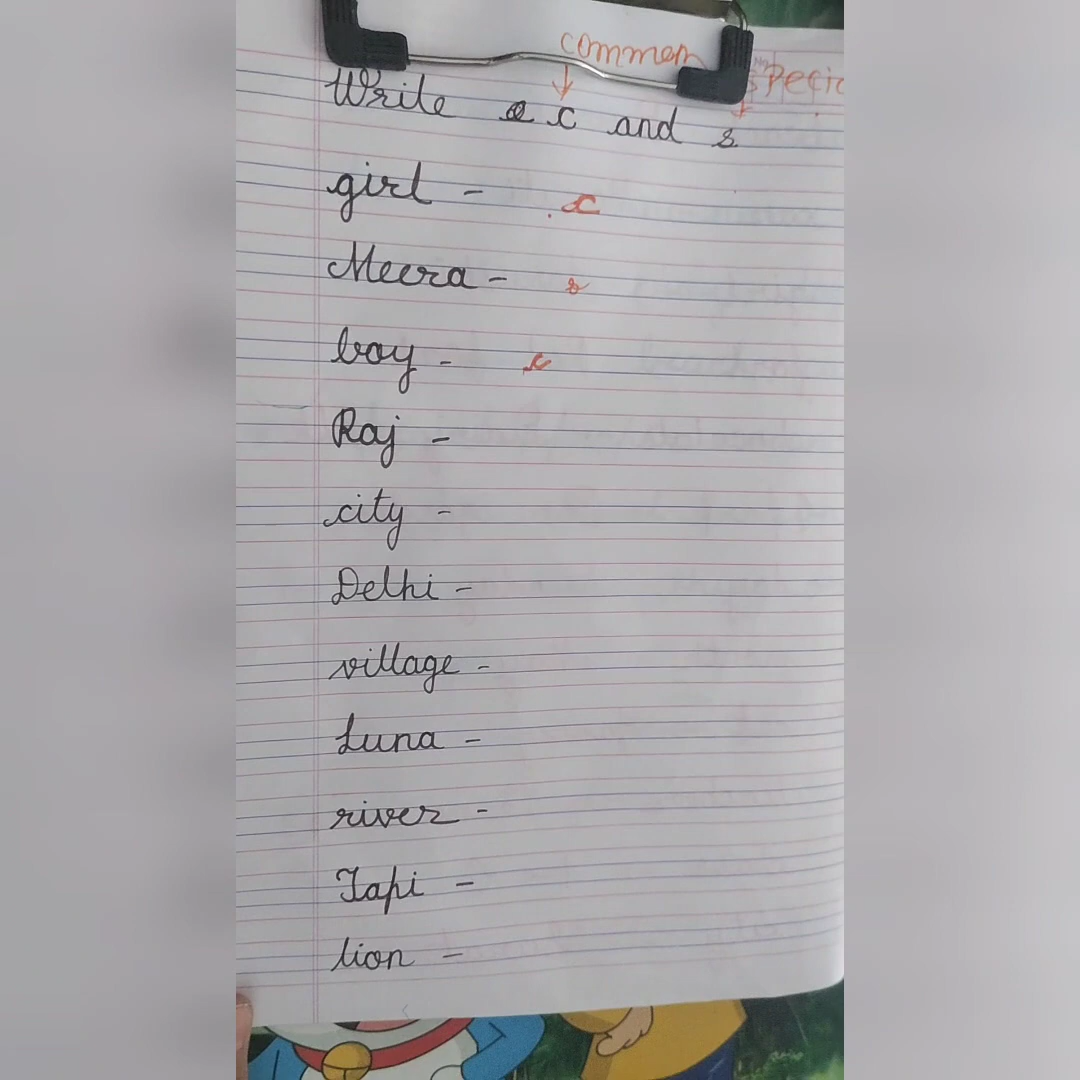 commen
Write c and s
girl - c
Meera - s
boy - c
Raj -
city -
Delhi -
village -
Luna -
river -
Tapi -
lion -